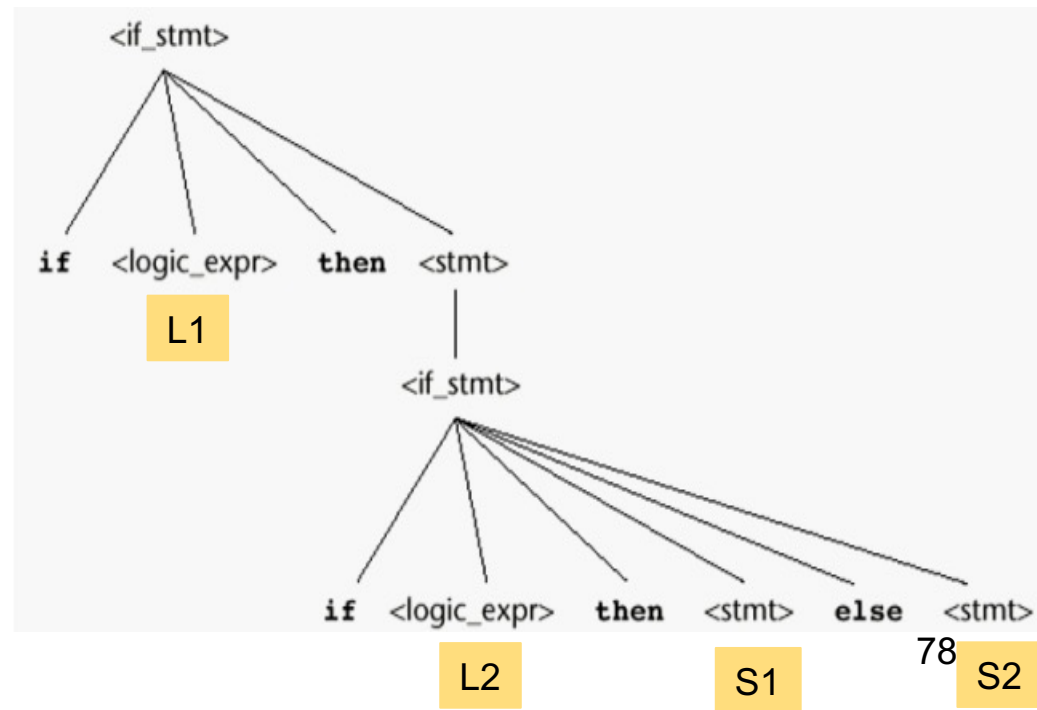 <if_stmt>
if <logic_expr> then <stmt>
L1
<if_stmt>
if <logic_expr> then <stmt> else <stmt>
78
L2 S1 S2